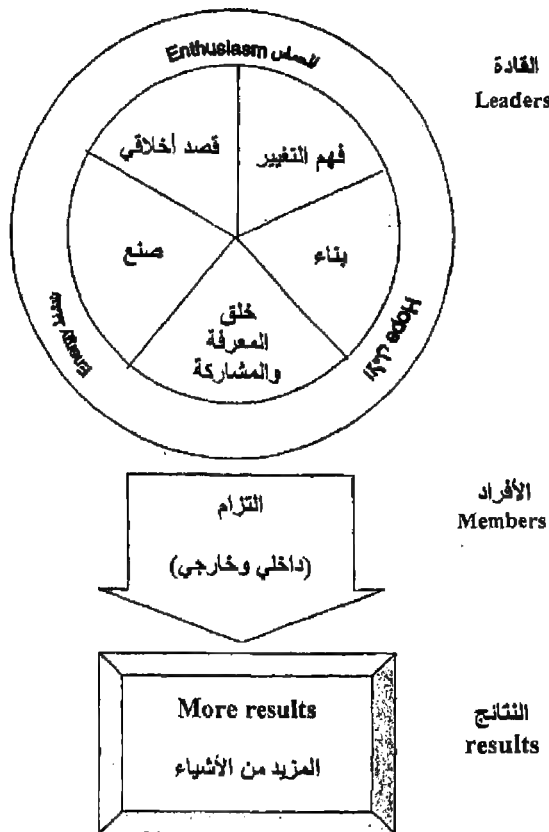 Enthusiasm الحماس
القادة
Leaders
قصد أخلاقي
فهم التغيير
صنع
بناء
خلق
المعرفة
والمشاركة
Energy
Hope الأمل
التزام
(داخلي وخارجي)
الأفراد
Members
More results
المزيد من الأشياء
النتائج
results